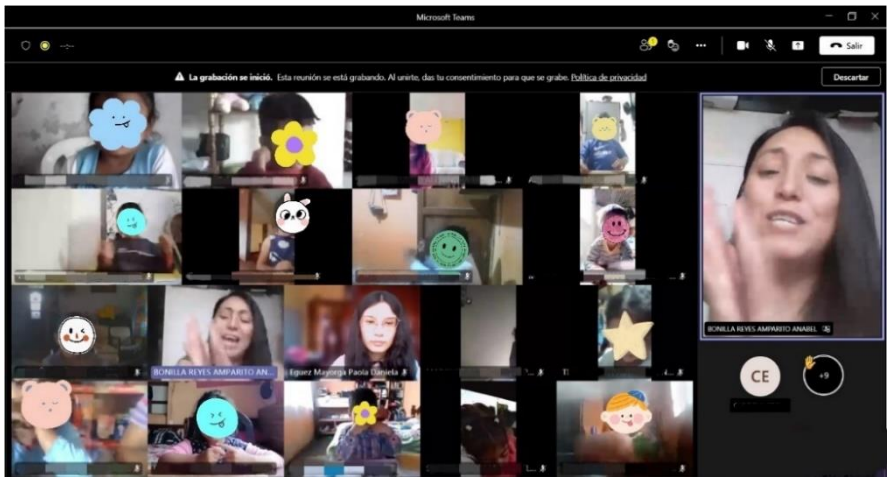 Microsoft Teams
Salir
La grabación se inició. Esta reunión se está grabando. Al unirte, das tu consentimiento para que se grabe. Política de privacidad
Descartar
BONILLA REYES AMPARITO AN...
Eguez Mayorga Paola Daniela
BONILLA REYES AMPARITO ANABEL
CE
+9